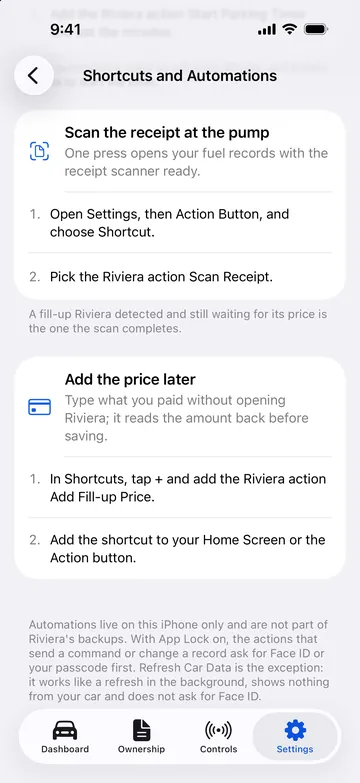 9:41
Shortcuts and Automations
Scan the receipt at the pump
One press opens your fuel records with the
receipt scanner ready.
1. Open Settings, then Action Button, and
choose Shortcut.
2. Pick the Riviera action Scan Receipt.
A fill-up Riviera detected and still waiting for its price is
the one the scan completes.
Add the price later
Type what you paid without opening
Riviera; it reads the amount back before
saving.
1. In Shortcuts, tap + and add the Riviera action
Add Fill-up Price.
2. Add the shortcut to your Home Screen or the
Action button.
Automations live on this iPhone only and are not part of
Riviera's backups. With App Lock on, the actions that
send a command or change a record ask for Face ID or
your passcode first. Refresh Car Data is the exception:
it works like a refresh in the background, shows nothing
from your car and does not ask for Face ID.
Dashboard
Ownership
Controls
Settings